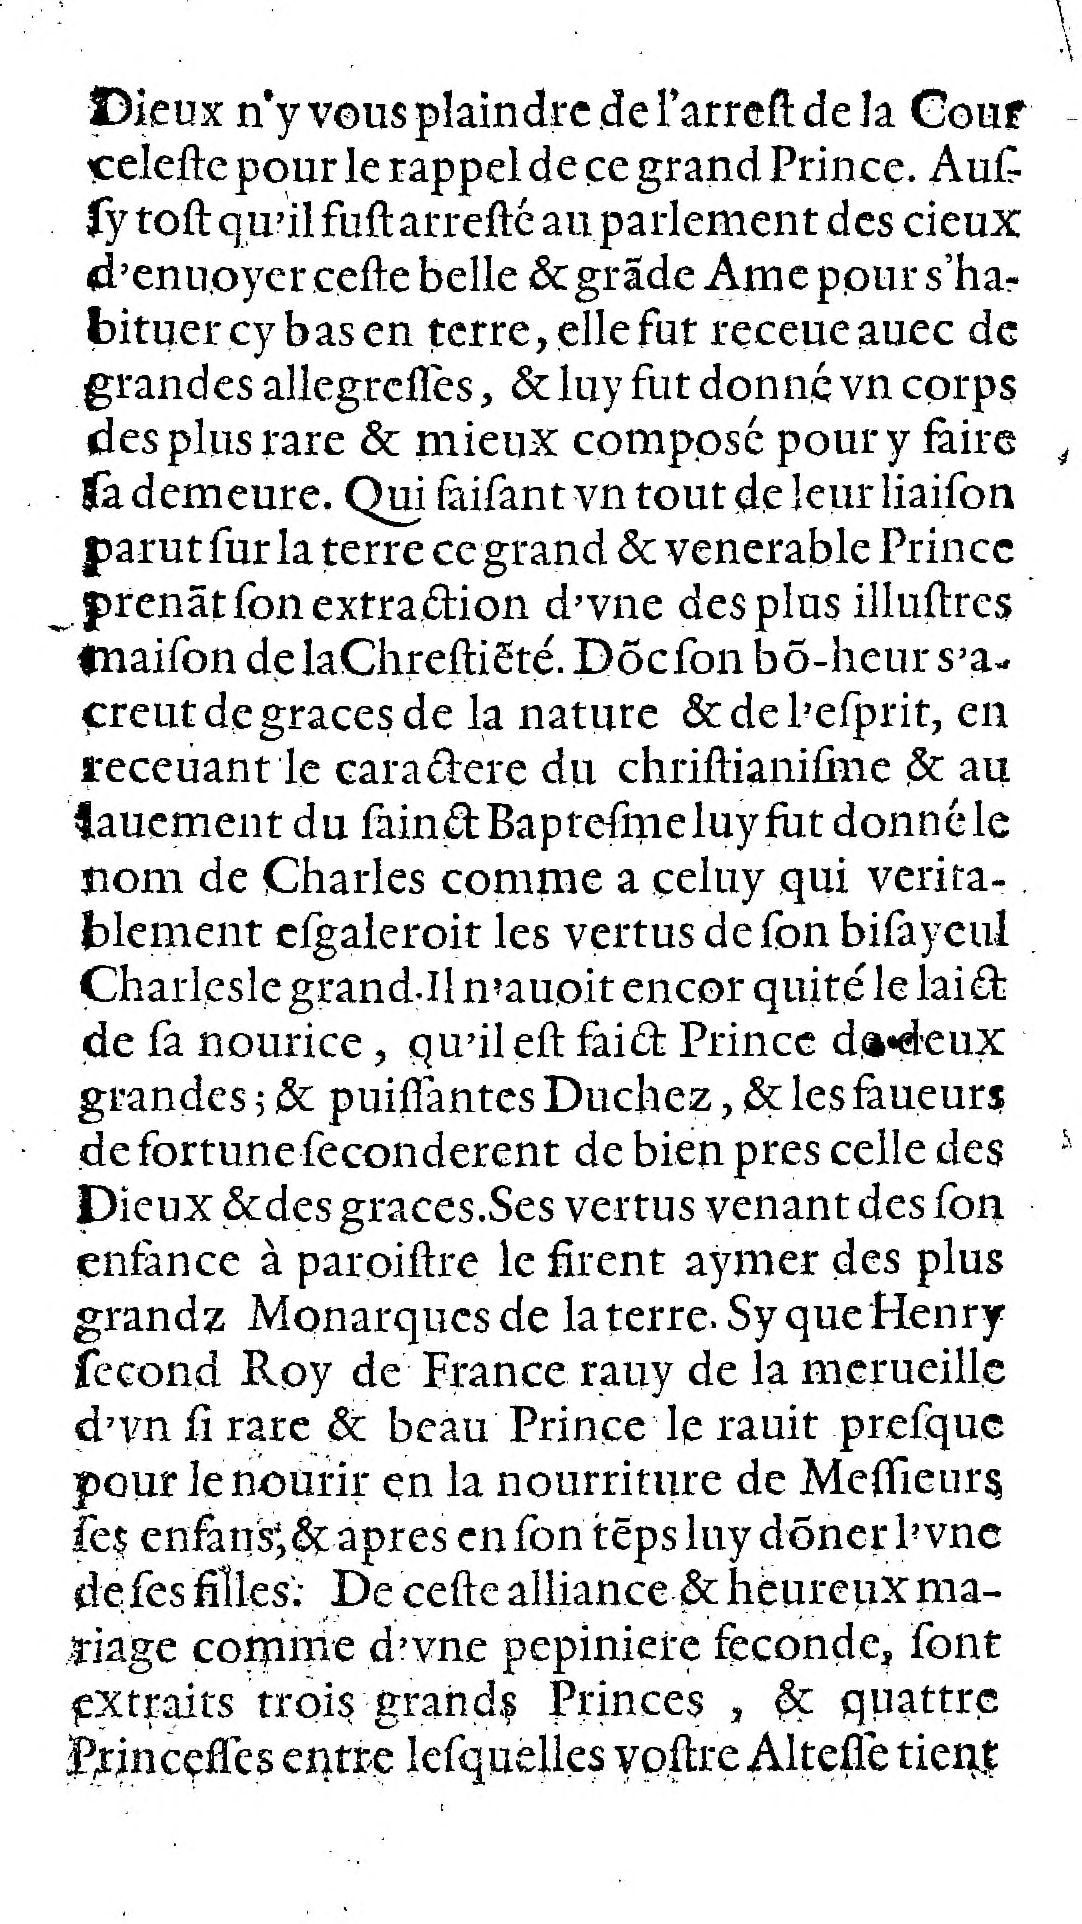 Dieux n'y vous plaindre de l'arreſt de la Cour
celeſte pour le rappel de ce grand Prince. Auſ-
ſy toſt qu'il fuſt arreſté au parlement des cieux
d'enuoyer ceſte belle & grãde Ame pour s'ha-
bituer cy bas en terre, elle fut receue auec de
grandes allegreſſes, & luy fut donné vn corps
des plus rare & mieux composé pour y faire
ſa demeure. Qui faiſant vn tout de leur liaiſon
parut ſur la terre ce grand & venerable Prince
prenãt ſon extraction d'vne des plus illuſtres
maiſon de la Chreſtiẽté. Dõc ſon bõ-heur s'a-
creut de graces de la nature & de l'eſprit, en
receuant le caractere du chriſtianiſme & au
lauement du ſainct Bapteſme luy fut donné le
nom de Charles comme a celuy qui verita-
blement eſgaleroit les vertus de ſon biſayeul
Charles le grand. Il n'auoit encor quité le laict
de ſa nourice, qu'il eſt faict Prince de deux
grandes; & puiſſantes Duchez, & les faueurs
de fortune ſeconderent de bien pres celle des
Dieux & des graces. Ses vertus venant des ſon
enfance à paroiſtre le firent aymer des plus
grandz Monarques de la terre. Sy que Henry
ſecond Roy de France rauy de la merueille
d'vn ſi rare & beau Prince le rauit preſque
pour le nourir en la nourriture de Meſſieurs
ſes enfans, & apres en ſon tẽps luy dõner l'vne
de ſes filles: De ceſte alliance & heureux ma-
riage comme d'vne pepiniere feconde, ſont
extraits trois grands Princes, & quattre
Princeſſes entre leſquelles voſtre Alteſſe tient